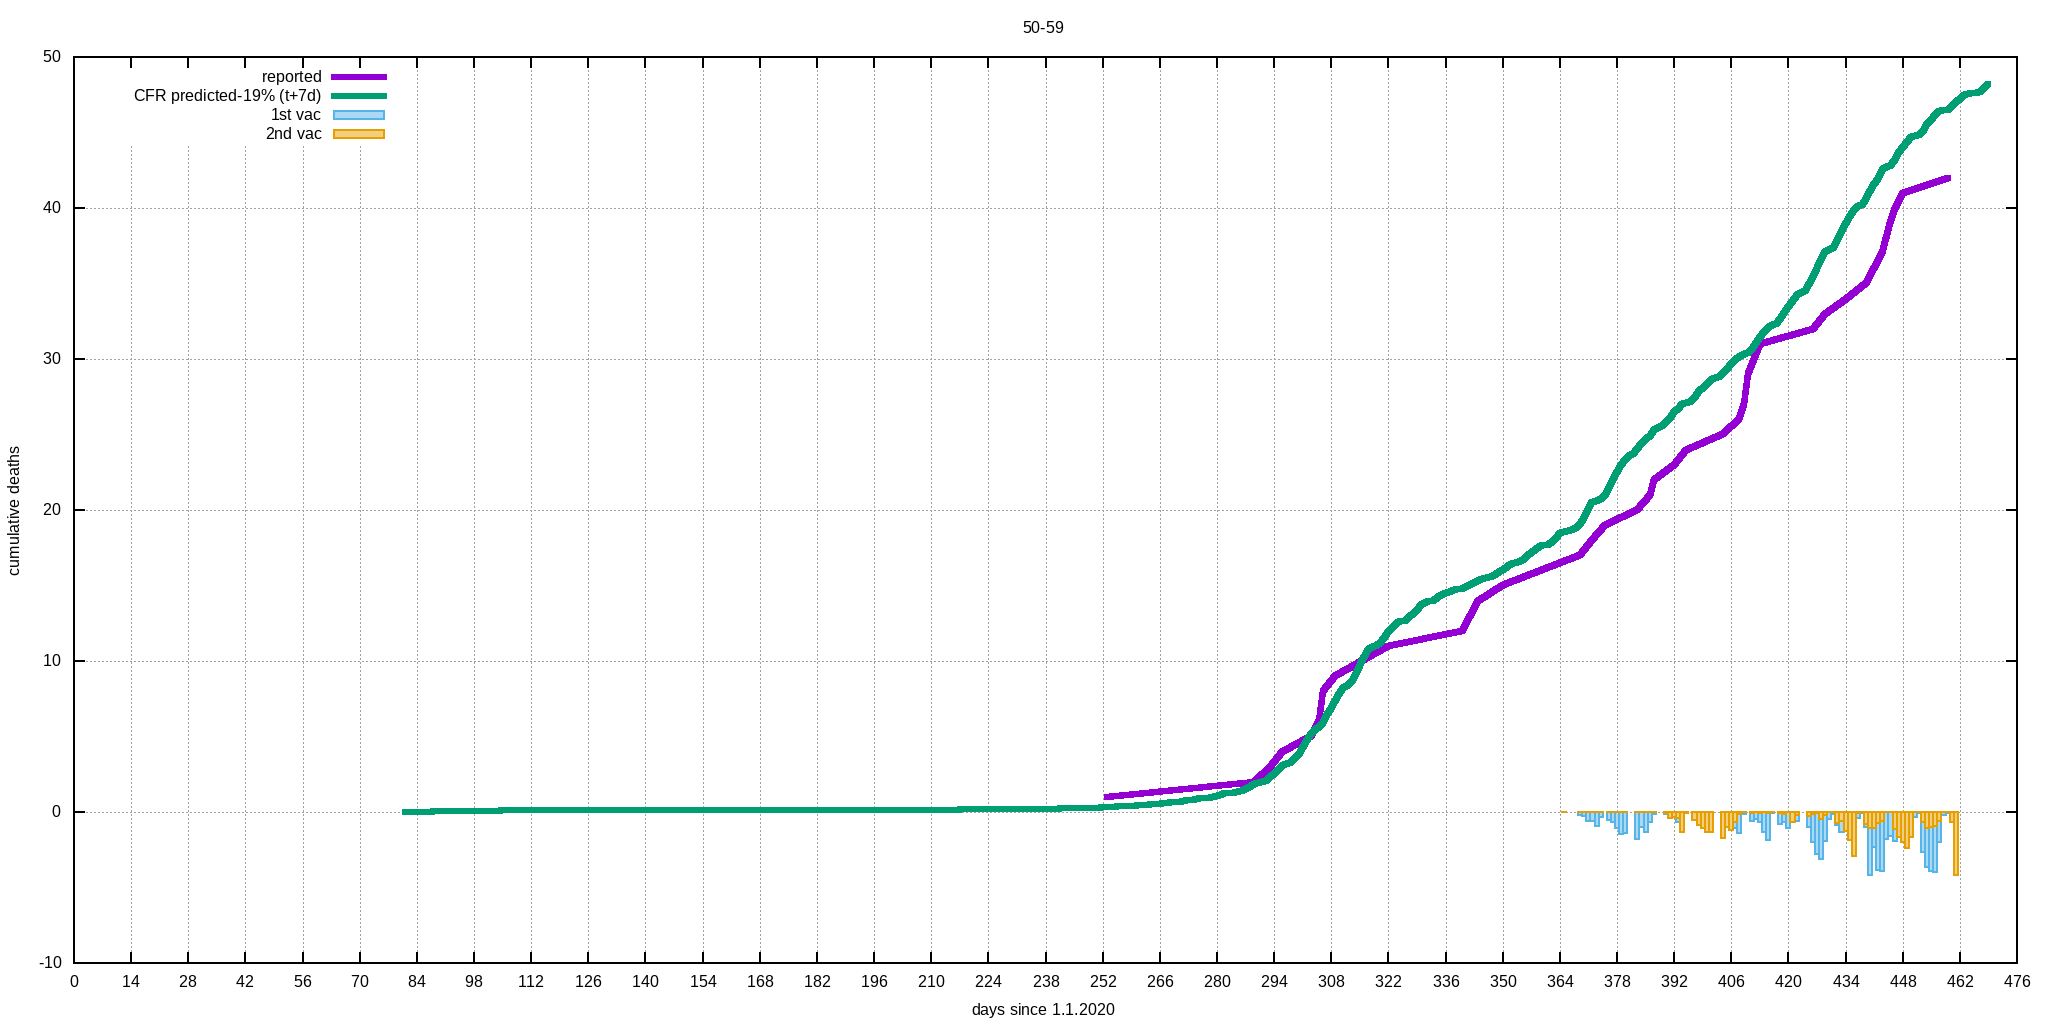 50-59
50
reported
CFR predicted-19% (t+7d)
1st vac
2nd vac
40
30
20
10
0
-10
cumulative deaths
0 14 28 42 56 70 84 98 112 126 140 154 168 182 196 210 224 238 252 266 280 294 308 322 336 350 364 378 392 406 420 434 448 462 476
days since 1.1.2020